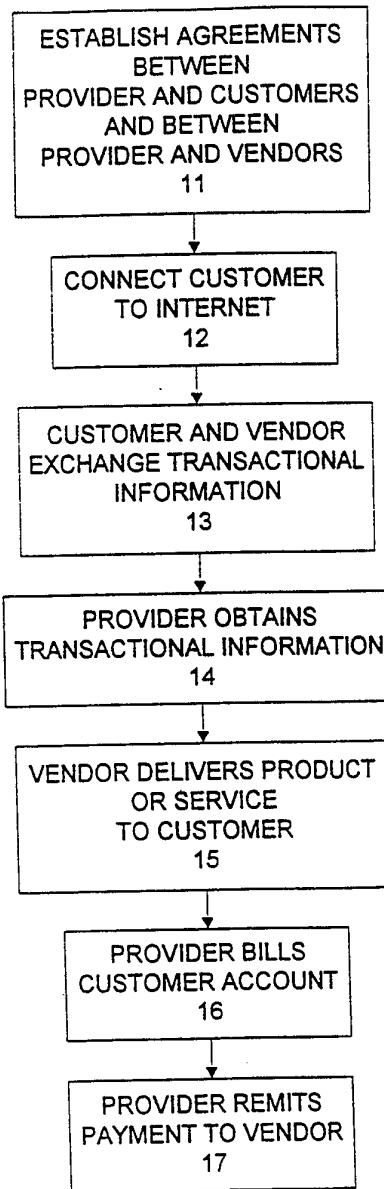 ESTABLISH AGREEMENTS
BETWEEN
PROVIDER AND CUSTOMERS
AND BETWEEN
PROVIDER AND VENDORS
11
CONNECT CUSTOMER
TO INTERNET
12
CUSTOMER AND VENDOR
EXCHANGE TRANSACTIONAL
INFORMATION
13
PROVIDER OBTAINS
TRANSACTIONAL INFORMATION
14
VENDOR DELIVERS PRODUCT
OR SERVICE
TO CUSTOMER
15
PROVIDER BILLS
CUSTOMER ACCOUNT
16
PROVIDER REMITS
PAYMENT TO VENDOR
17